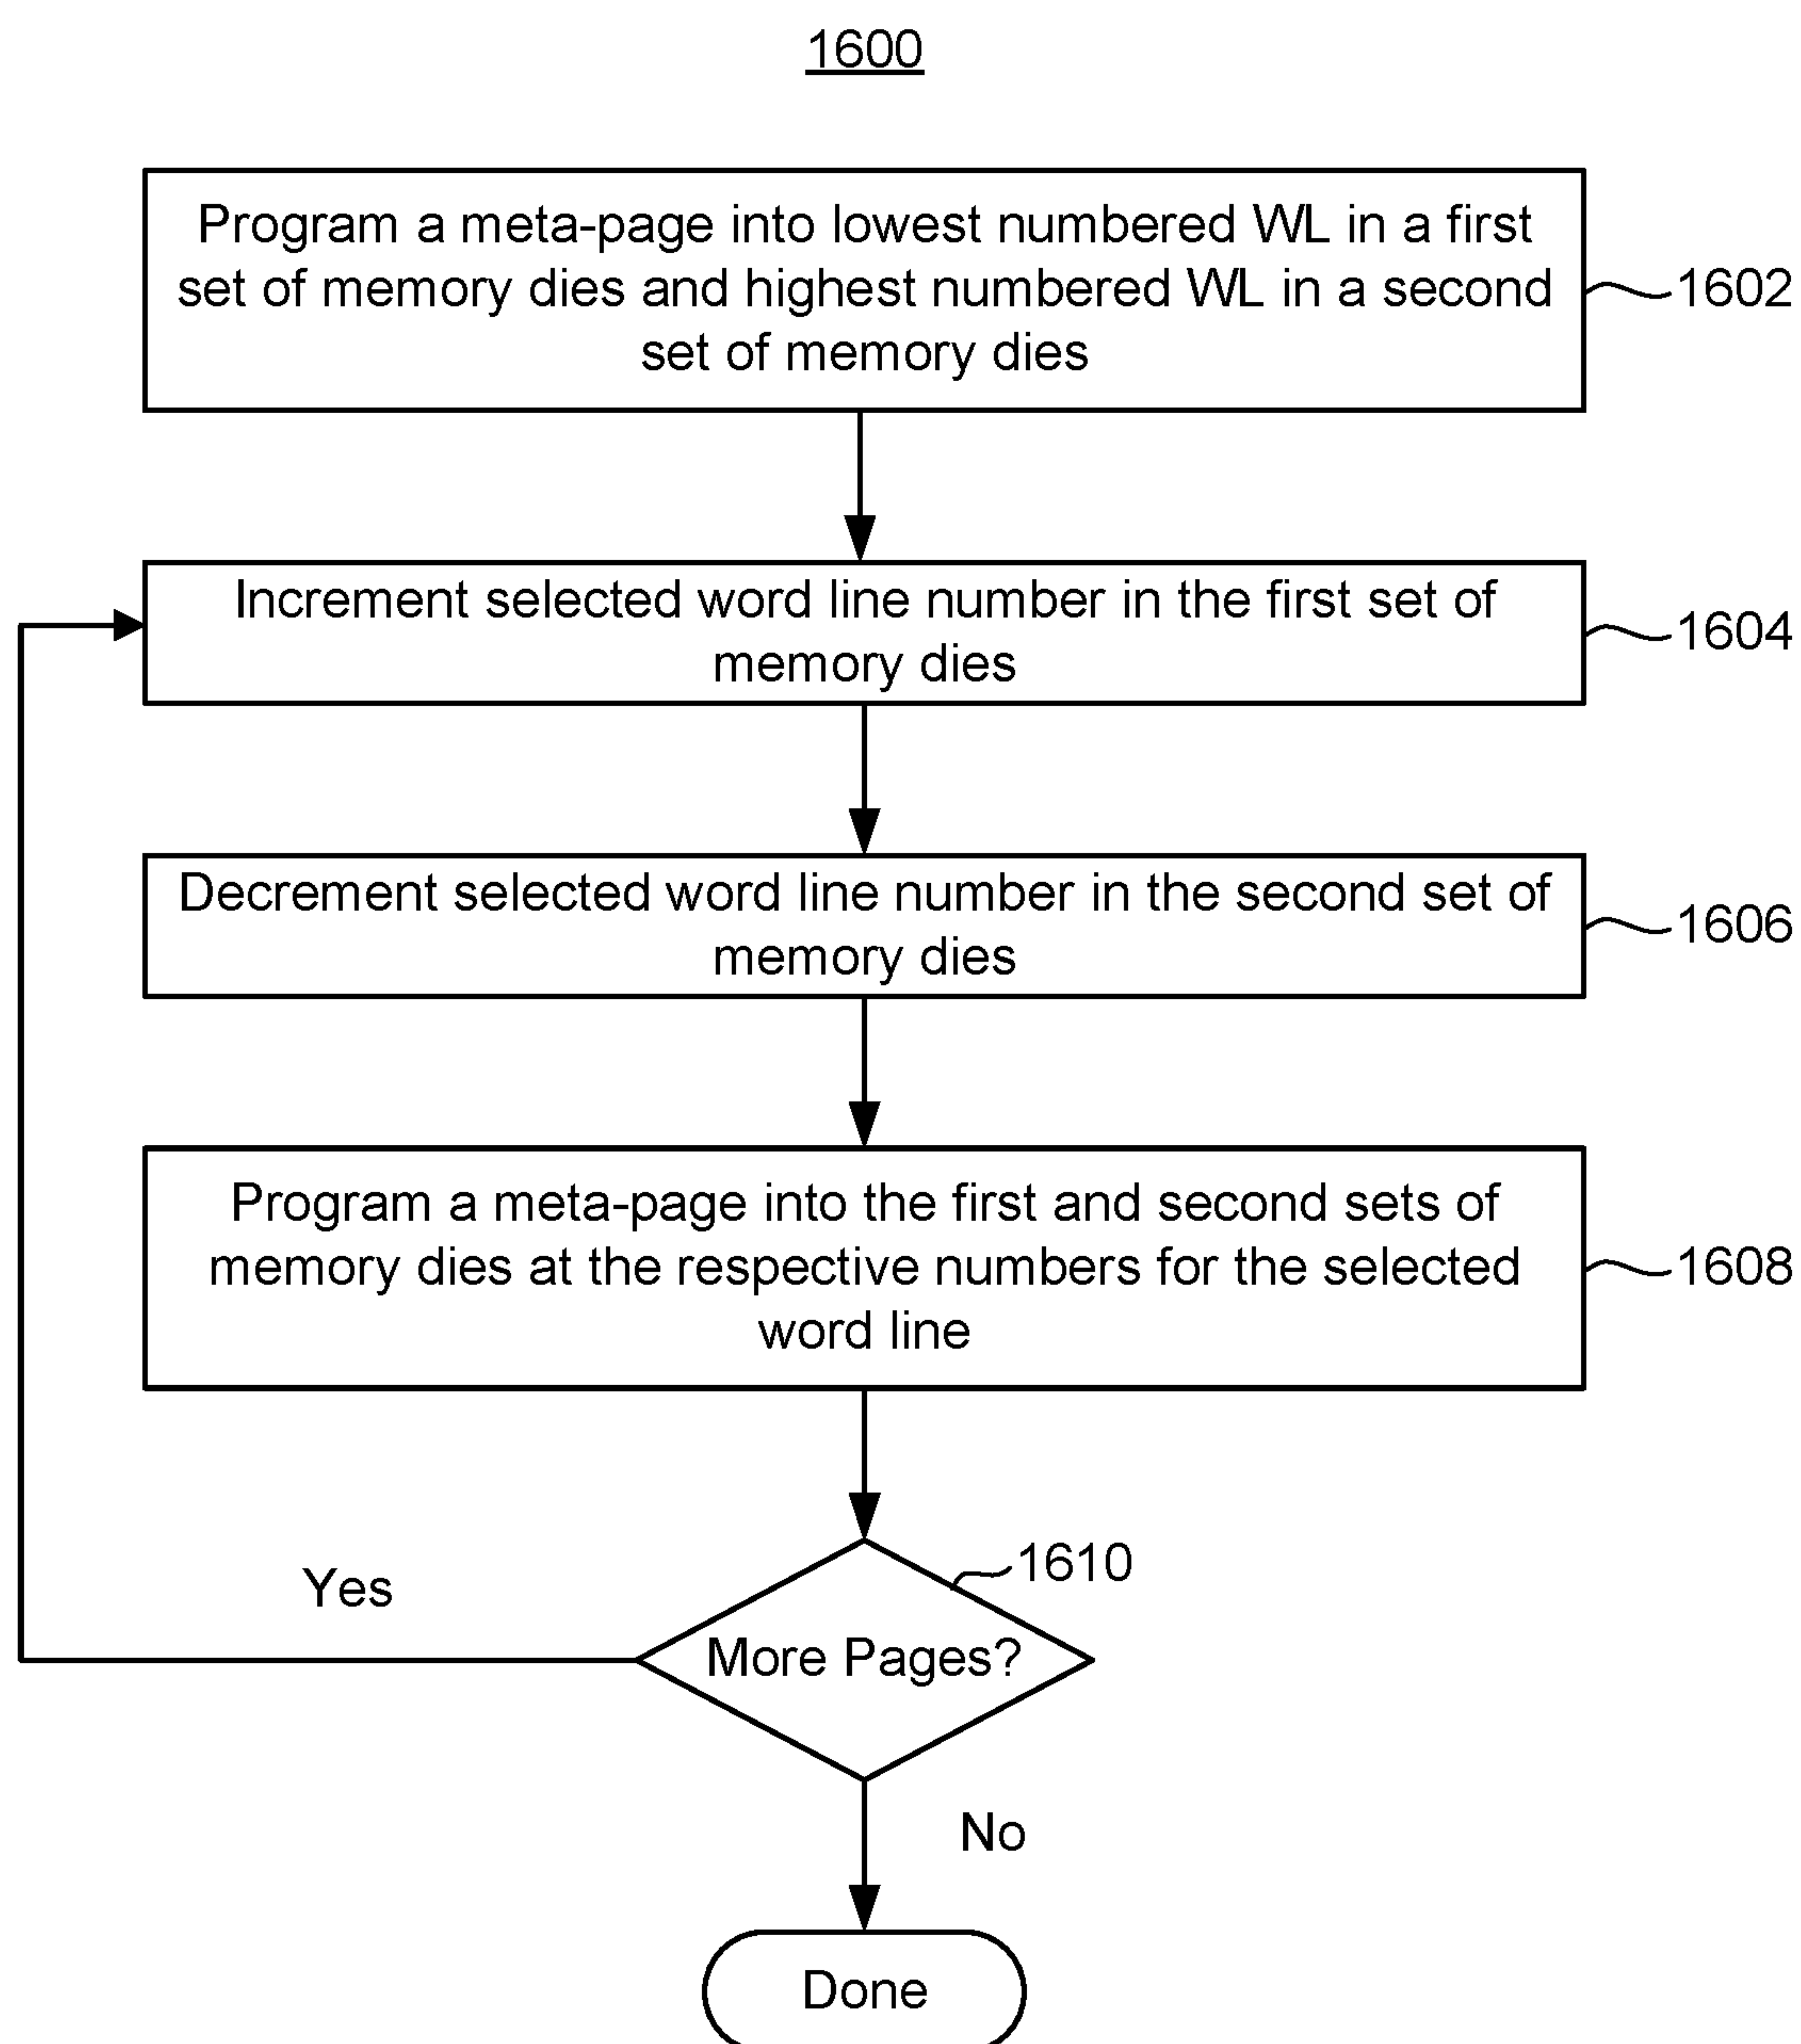 1600
Program a meta-page into lowest numbered WL in a first
set of memory dies and highest numbered WL in a second
set of memory dies
1602
Increment selected word line number in the first set of
memory dies
1604
Decrement selected word line number in the second set of
memory dies
1606
Program a meta-page into the first and second sets of
memory dies at the respective numbers for the selected
word line
1608
1610
More Pages?
Yes
No
Done